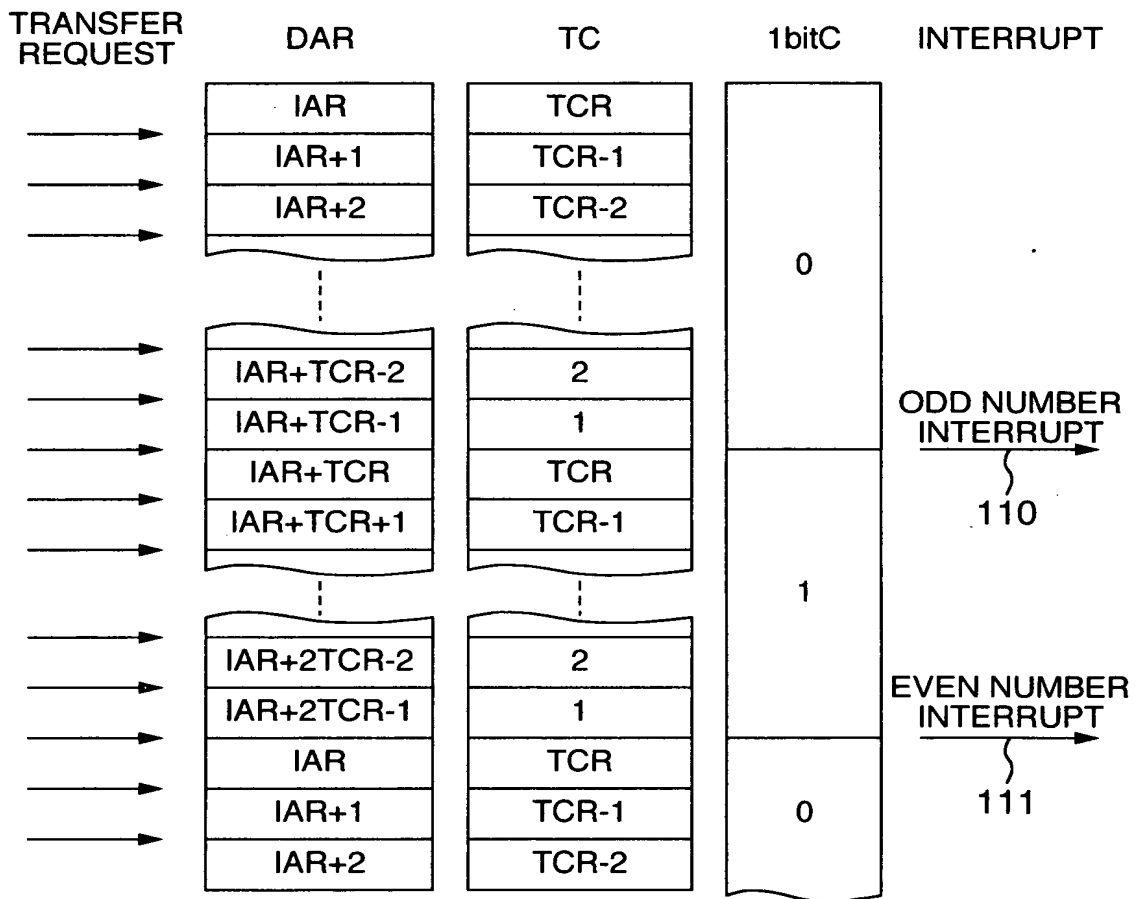 TRANSFER
REQUEST
DAR
TC
1bitC
INTERRUPT
IAR
TCR
IAR+1
TCR-1
IAR+2
TCR-2
0
IAR+TCR-2
2
IAR+TCR-1
1
ODD NUMBER
INTERRUPT
IAR+TCR
TCR
IAR+TCR+1
TCR-1
110
1
IAR+2TCR-2
2
IAR+2TCR-1
1
EVEN NUMBER
INTERRUPT
IAR
TCR
IAR+1
TCR-1
0
111
IAR+2
TCR-2